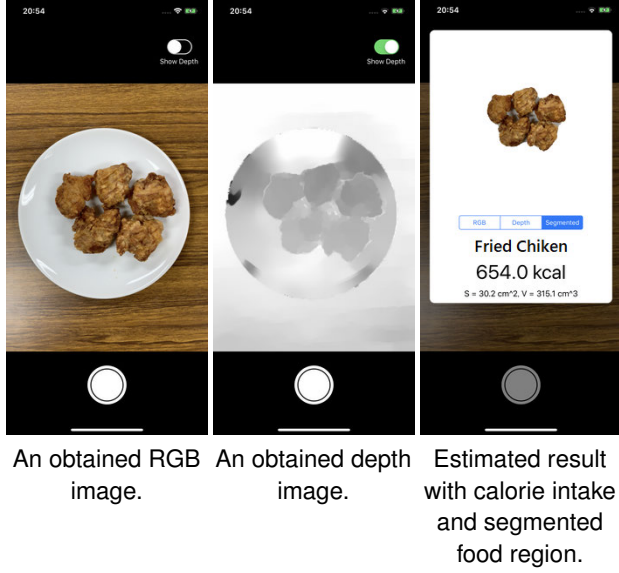 20:54
Show Depth
20:54
Show Depth
20:54
RGB Depth Segmented
Fried Chiken
654.0 kcal
S = 30.2 cm^2, V = 315.1 cm^3
An obtained RGB
image.
An obtained depth
image.
Estimated result
with calorie intake
and segmented
food region.